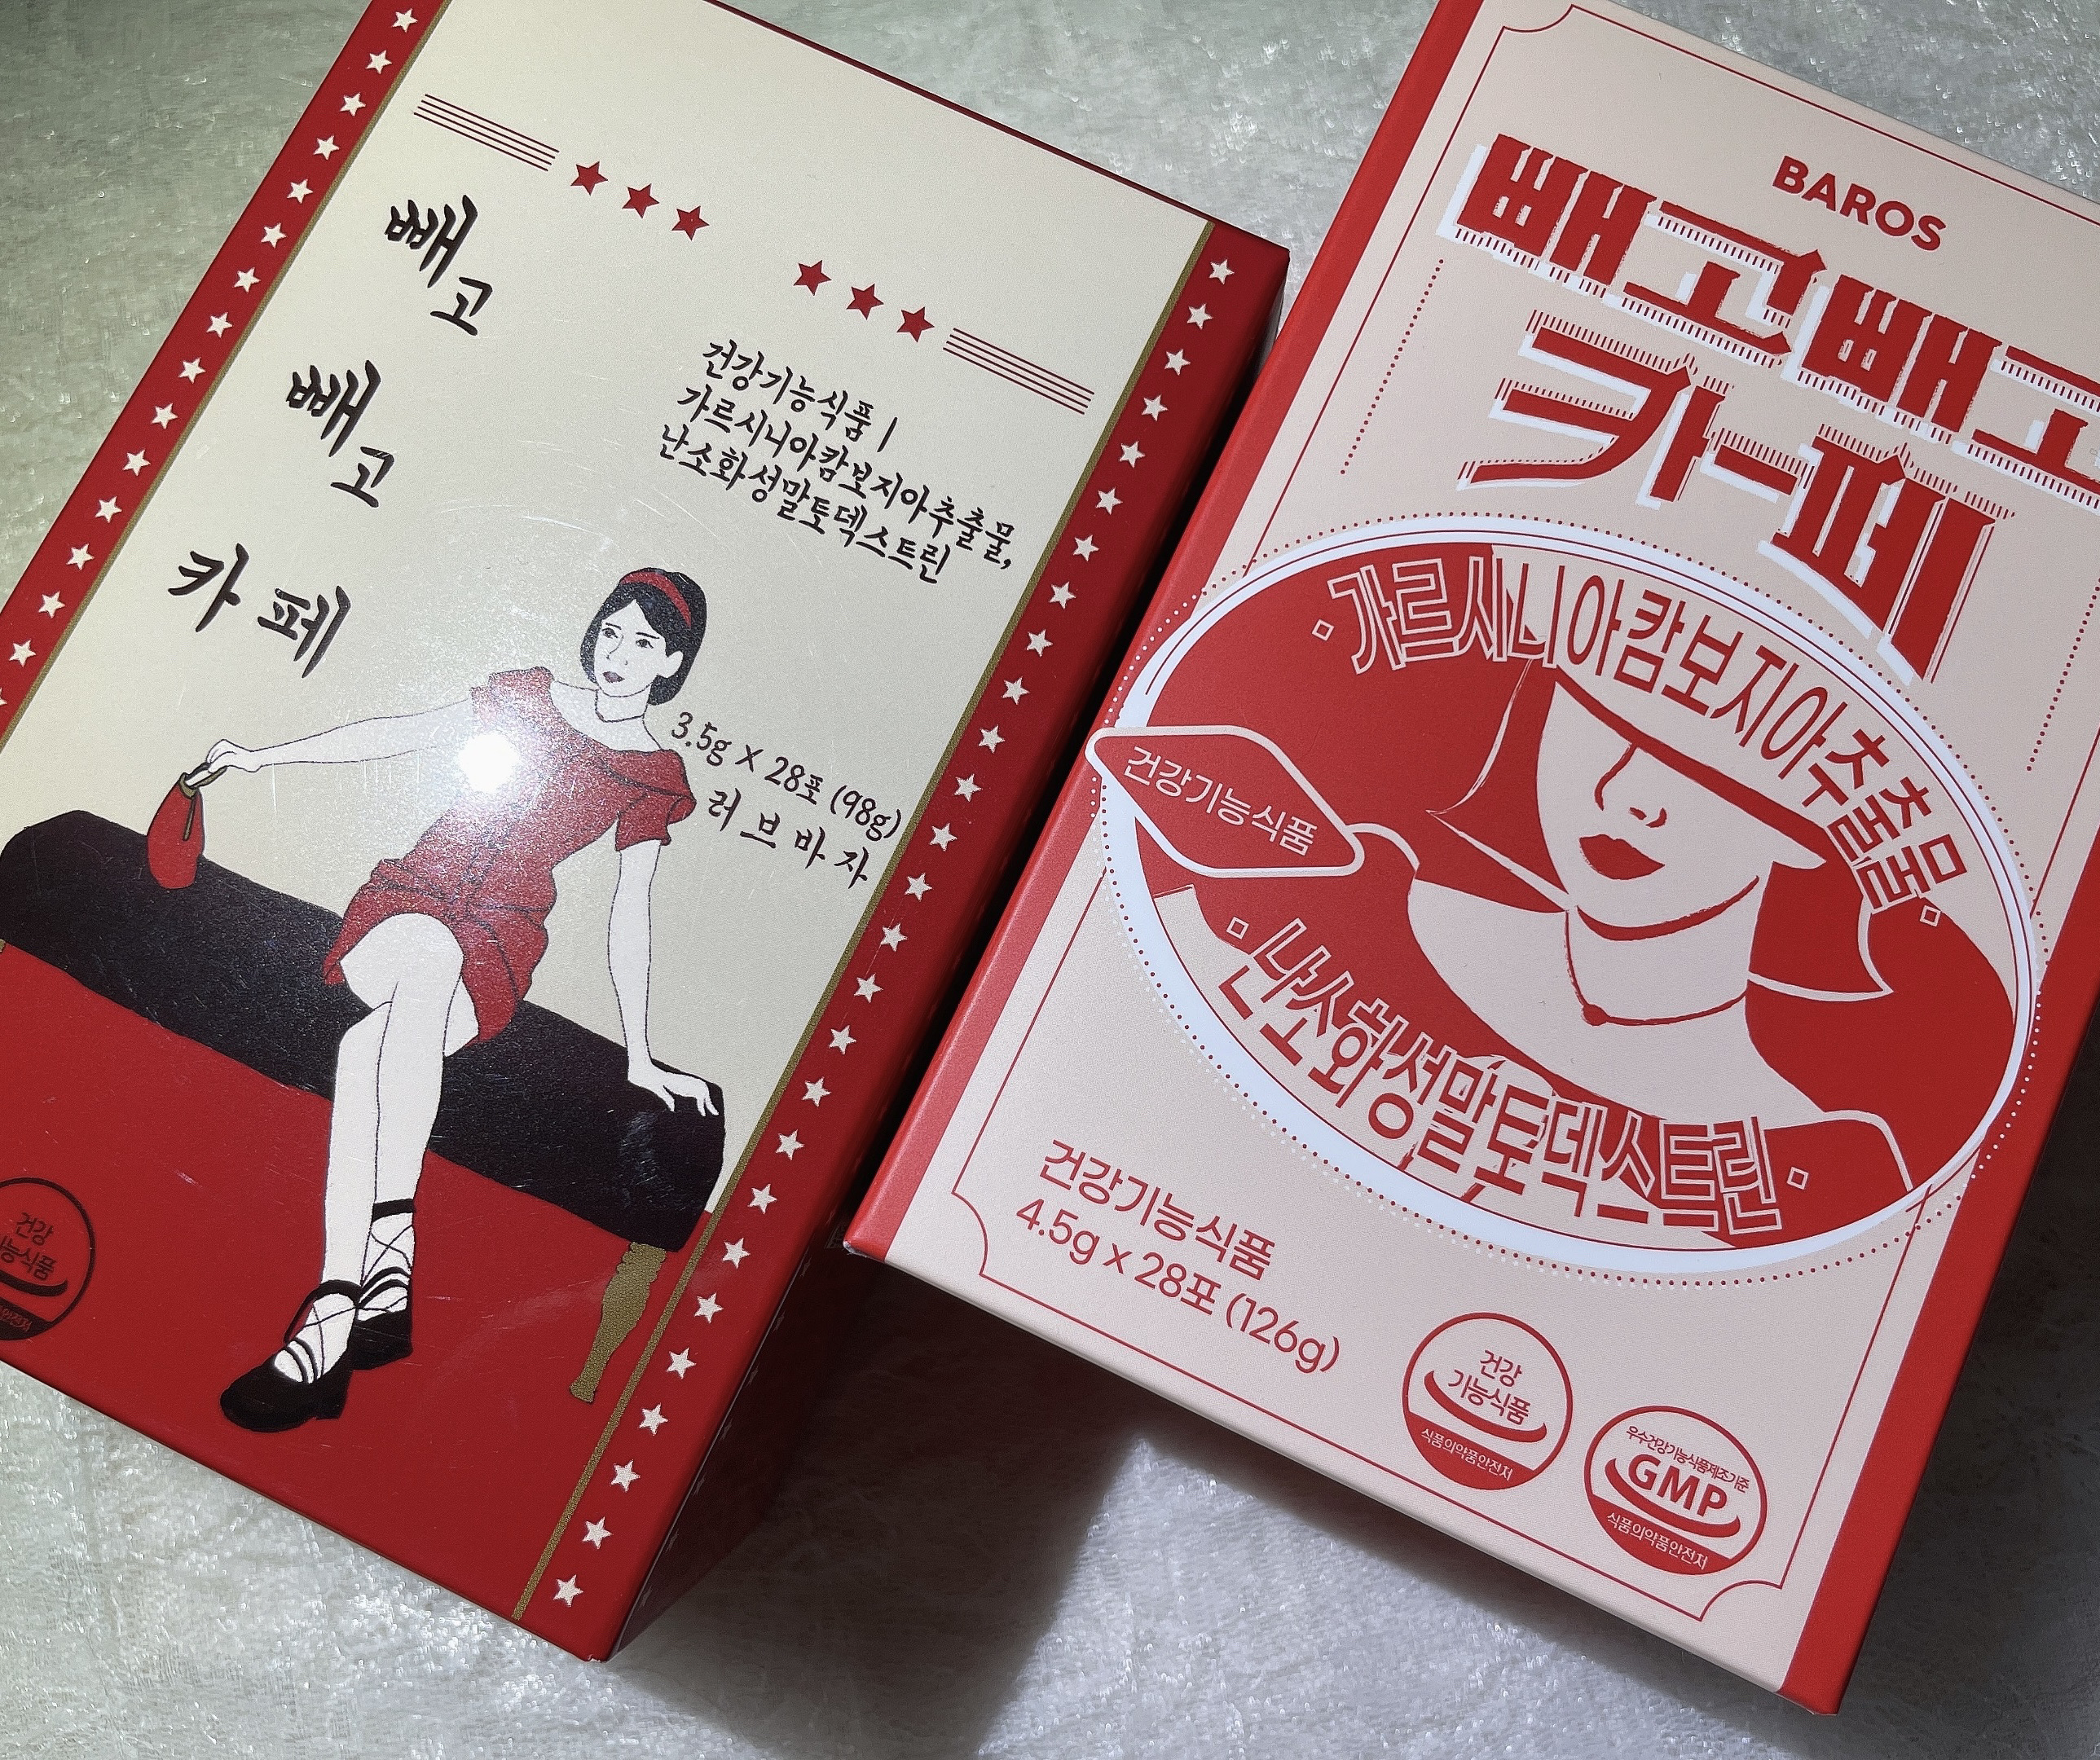 빼고
빼고
카페
건강기능식품 |
가르시니아캄보지아추출물,
난소화성말토덱스트린
3.5g X 28포 (98g)
러브바자
건강
능식품
BAROS
빼고빼고
카-페
가르시니아캄보지아추출물
건강기능식품
난소화성말토덱스트린
건강기능식품
4.5g x 28포 (126g)
건강
기능식품
식품의약품안전처
우수건강기능식품제조기준
GMP
식품의약품안전처